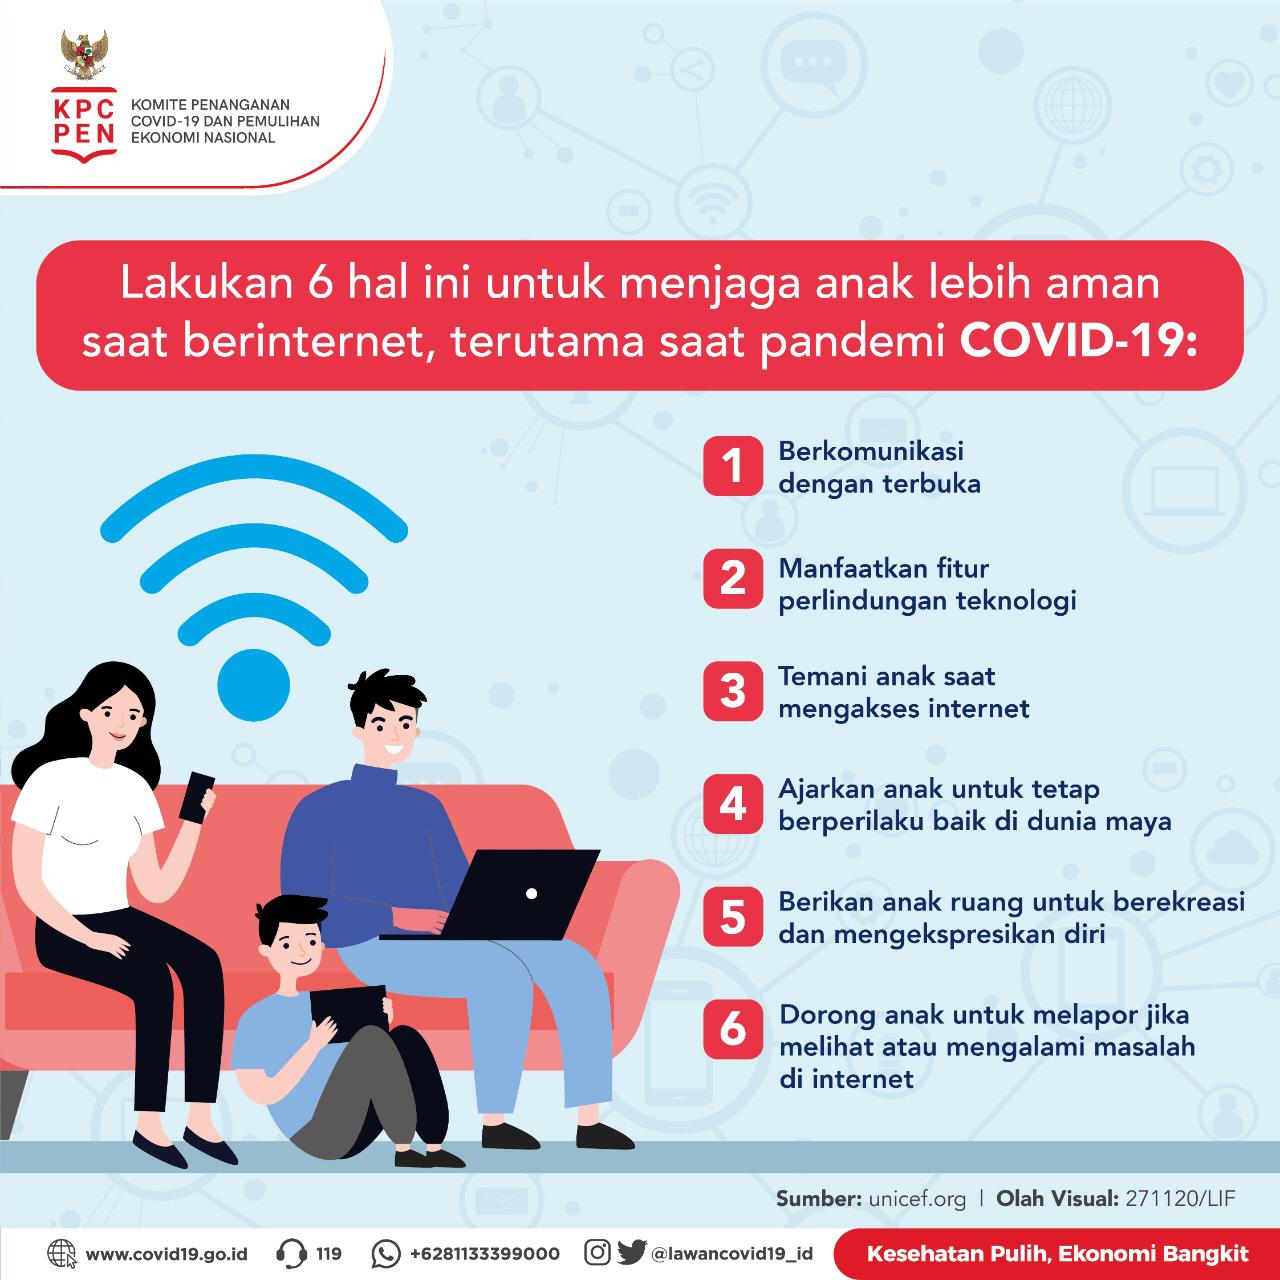 KPC
PEN
KOMITE PENANGANAN
COVID-19 DAN PEMULIHAN
EKONOMI NASIONAL
Lakukan 6 hal ini untuk menjaga anak lebih aman
saat berinternet, terutama saat pandemi COVID-19:
1
Berkomunikasi
dengan terbuka
2
Manfaatkan fitur
perlindungan teknologi
3
Temani anak saat
mengakses internet
4
Ajarkan anak untuk tetap
berperilaku baik di dunia maya
5
Berikan anak ruang untuk berekreasi
dan mengekspresikan diri
6
Dorong anak untuk melapor jika
melihat atau mengalami masalah
di internet
Sumber: unicef.org | Olah Visual: 271120/LIF
www.covid19.go.id 119 +6281133399000 @lawancovid19_id Kesehatan Pulih, Ekonomi Bangkit